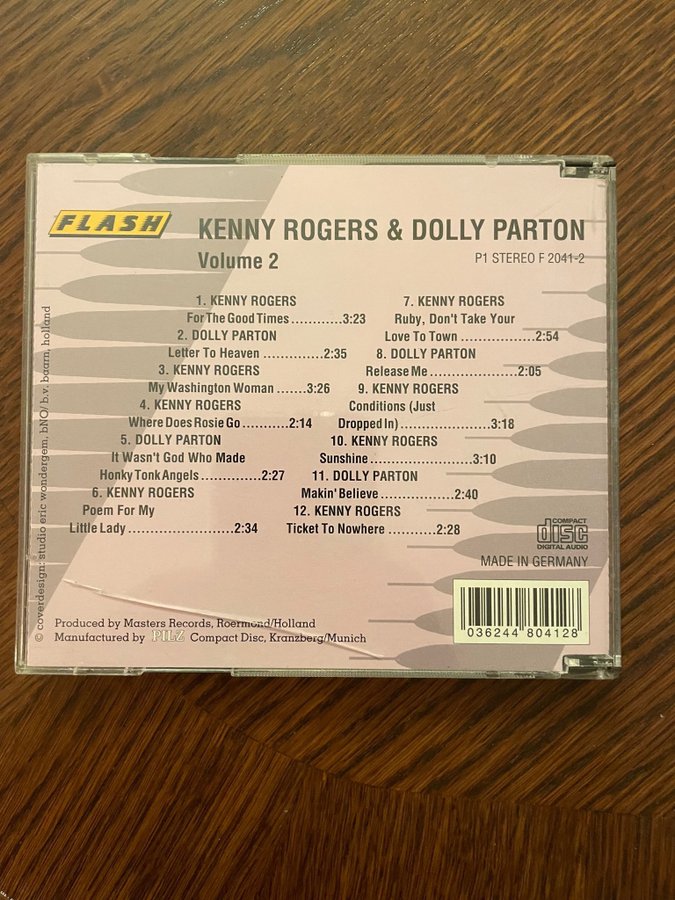 FLASH
KENNY ROGERS & DOLLY PARTON
Volume 2
P1 STEREO F 2041-2
1. KENNY ROGERS
For The Good Times............3:23
2. DOLLY PARTON
Letter To Heaven .............2:35
3. KENNY ROGERS
My Washington Woman .......3:26
4. KENNY ROGERS
Where Does Rosie Go ..........2:14
5. DOLLY PARTON
It Wasn't God Who Made
Honky Tonk Angels .............2:27
6. KENNY ROGERS
Poem For My
Little Lady .......................2:34
7. KENNY ROGERS
Ruby, Don't Take Your
Love To Town ................2:54
8. DOLLY PARTON
Release Me ...................2:05
9. KENNY ROGERS
Conditions (Just
Dropped In)....................3:18
10. KENNY ROGERS
Sunshine......................3:10
11. DOLLY PARTON
Makin' Believe ................2:40
12. KENNY ROGERS
Ticket To Nowhere ...........2:28
COMPACT
disc
DIGITAL AUDIO
MADE IN GERMANY
036244 804128
Produced by Masters Records, Roermond/Holland
Manufactured by PILZ Compact Disc, Kranzberg/Munich
© coverdesign: studio eric wondergem, bNO/ b.v. baarn, holland